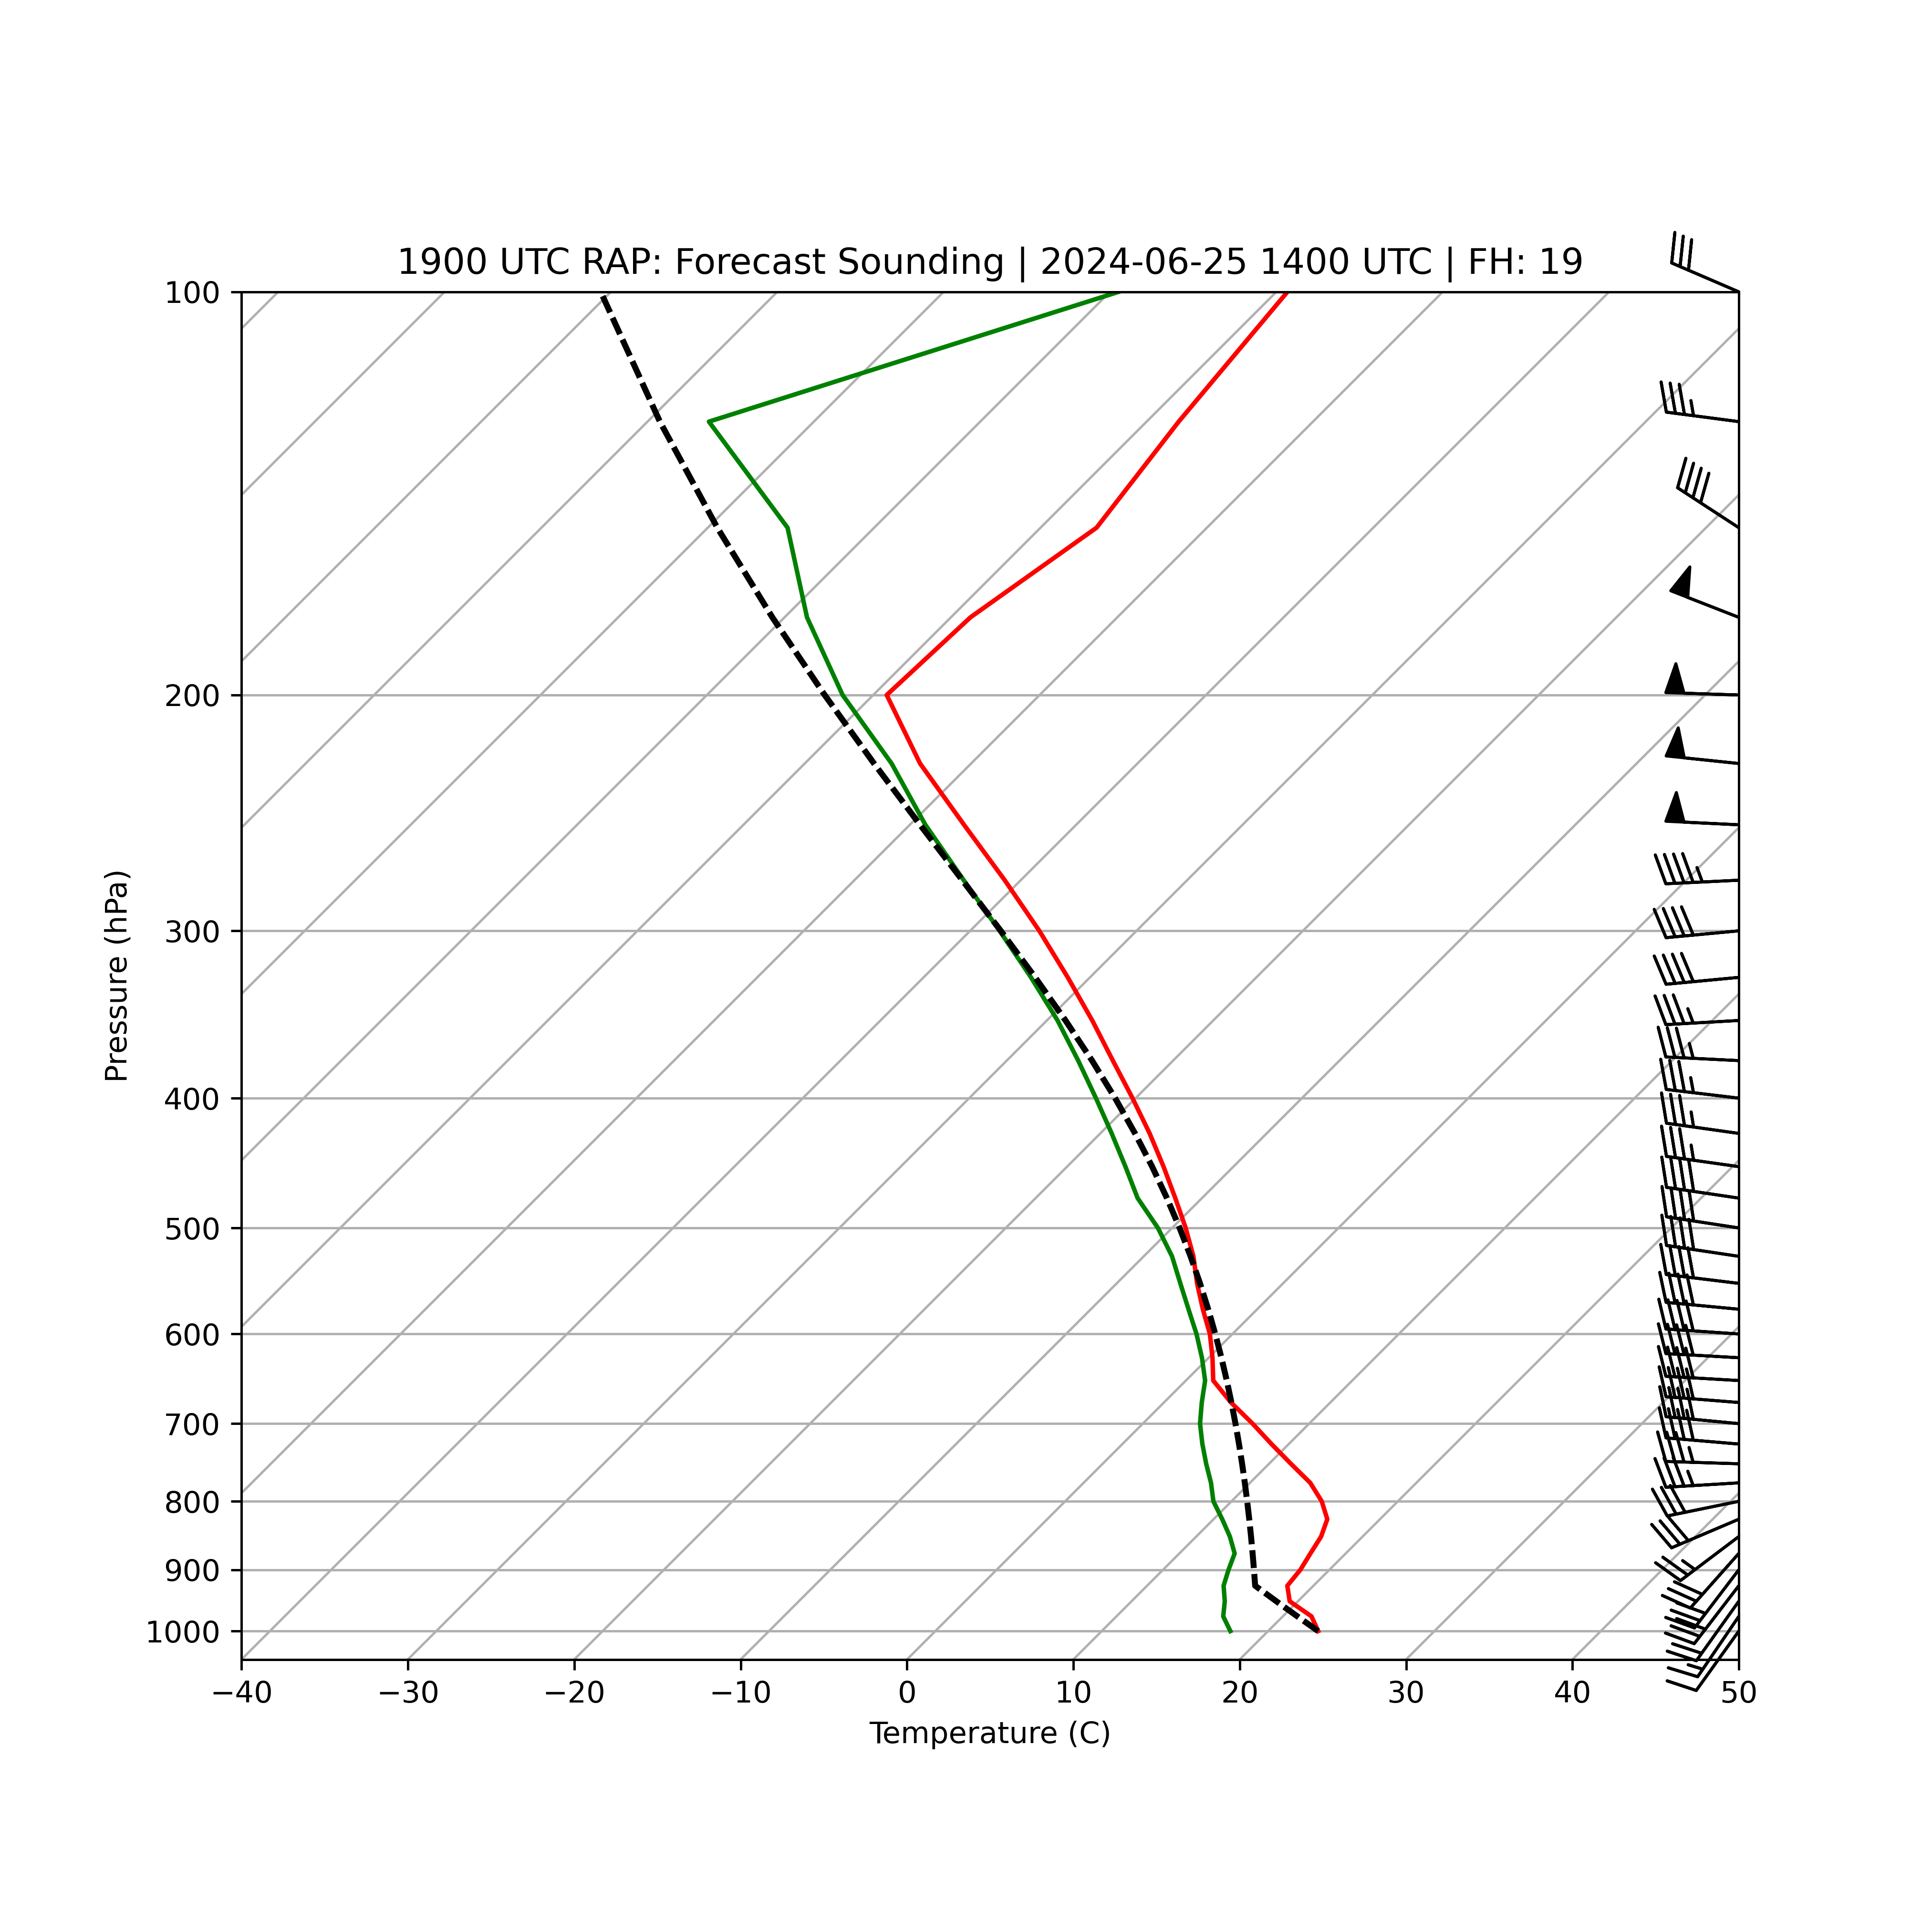 1900 UTC RAP: Forecast Sounding | 2024-06-25 1400 UTC | FH: 19
100
200
300
400
500
600
700
800
900
1000
Pressure (hPa)
−40 −30 −20 −10 0 10 20 30 40 50
Temperature (C)